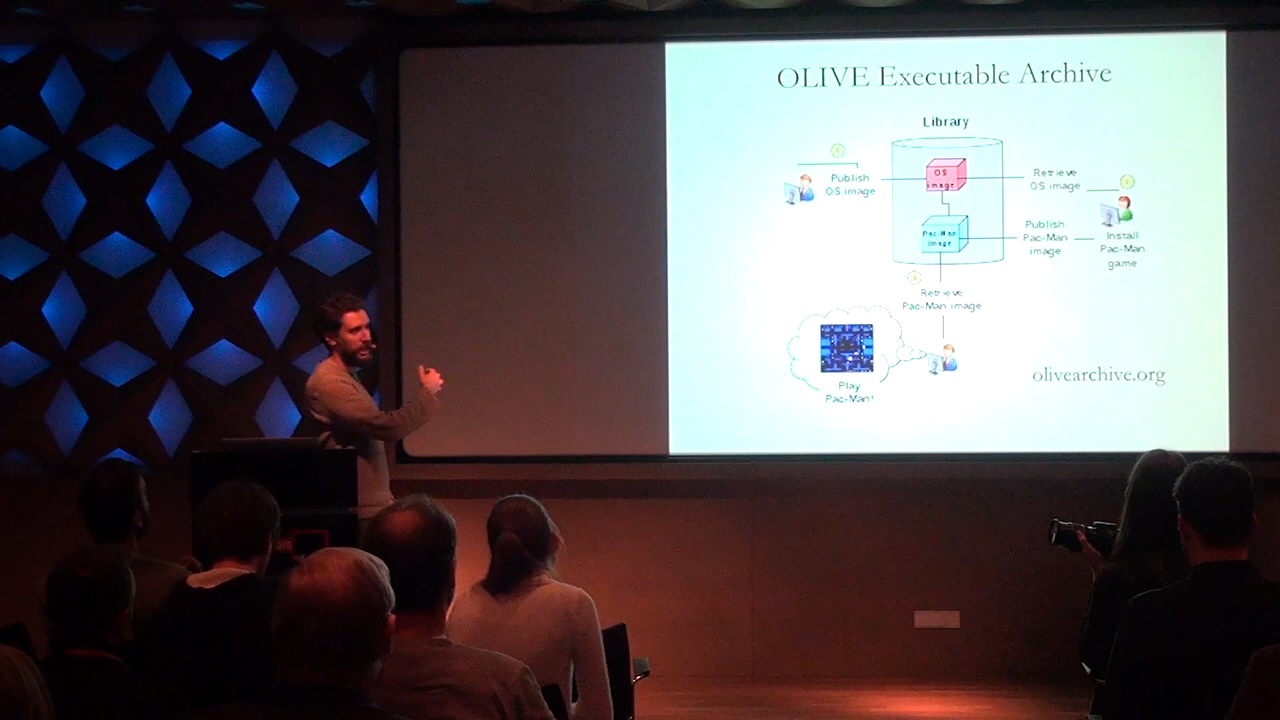 OLIVE Executable Archive
Library
Publish
OS image
OS
image
Retrieve
OS image
Pac-Man
image
Publish
Pac-Man
image
Install
Pac-Man
game
Retrieve
Pac-Man image
Play
Pac-Man!
olivearchive.org